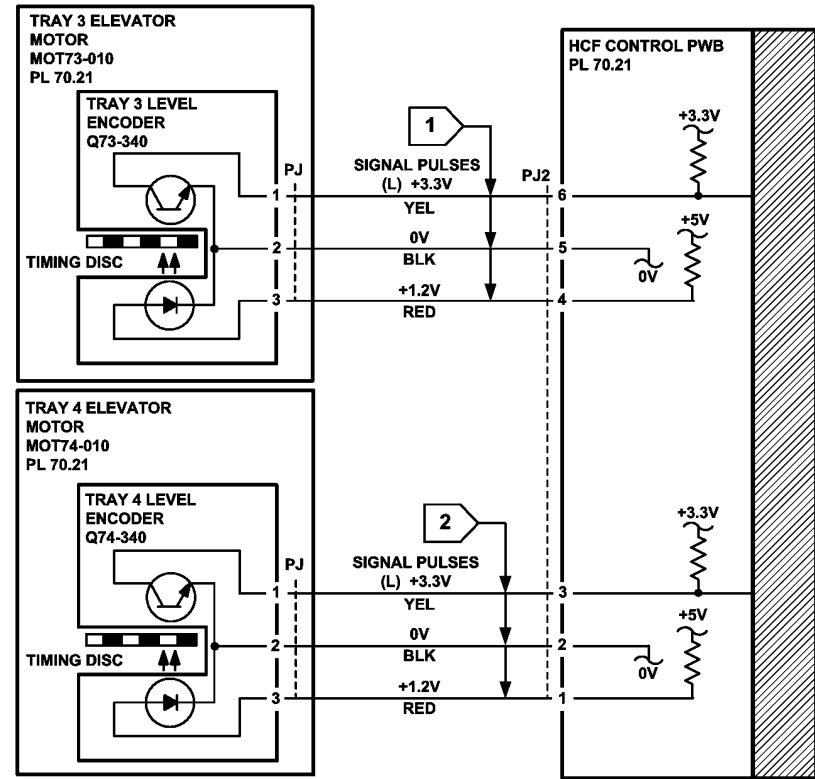 TRAY 3 ELEVATOR
MOTOR
MOT73-010
PL 70.21
TRAY 3 LEVEL
ENCODER
Q73-340
TIMING DISC
1
2
3
PJ
1
SIGNAL PULSES
(L) +3.3V
YEL
0V
BLK
+1.2V
RED
PJ2
6
5
4
HCF CONTROL PWB
PL 70.21
+3.3V
+5V
0V
TRAY 4 ELEVATOR
MOTOR
MOT74-010
PL 70.21
TRAY 4 LEVEL
ENCODER
Q74-340
TIMING DISC
1
2
3
PJ
2
SIGNAL PULSES
(L) +3.3V
YEL
0V
BLK
+1.2V
RED
3
2
1
+3.3V
+5V
0V